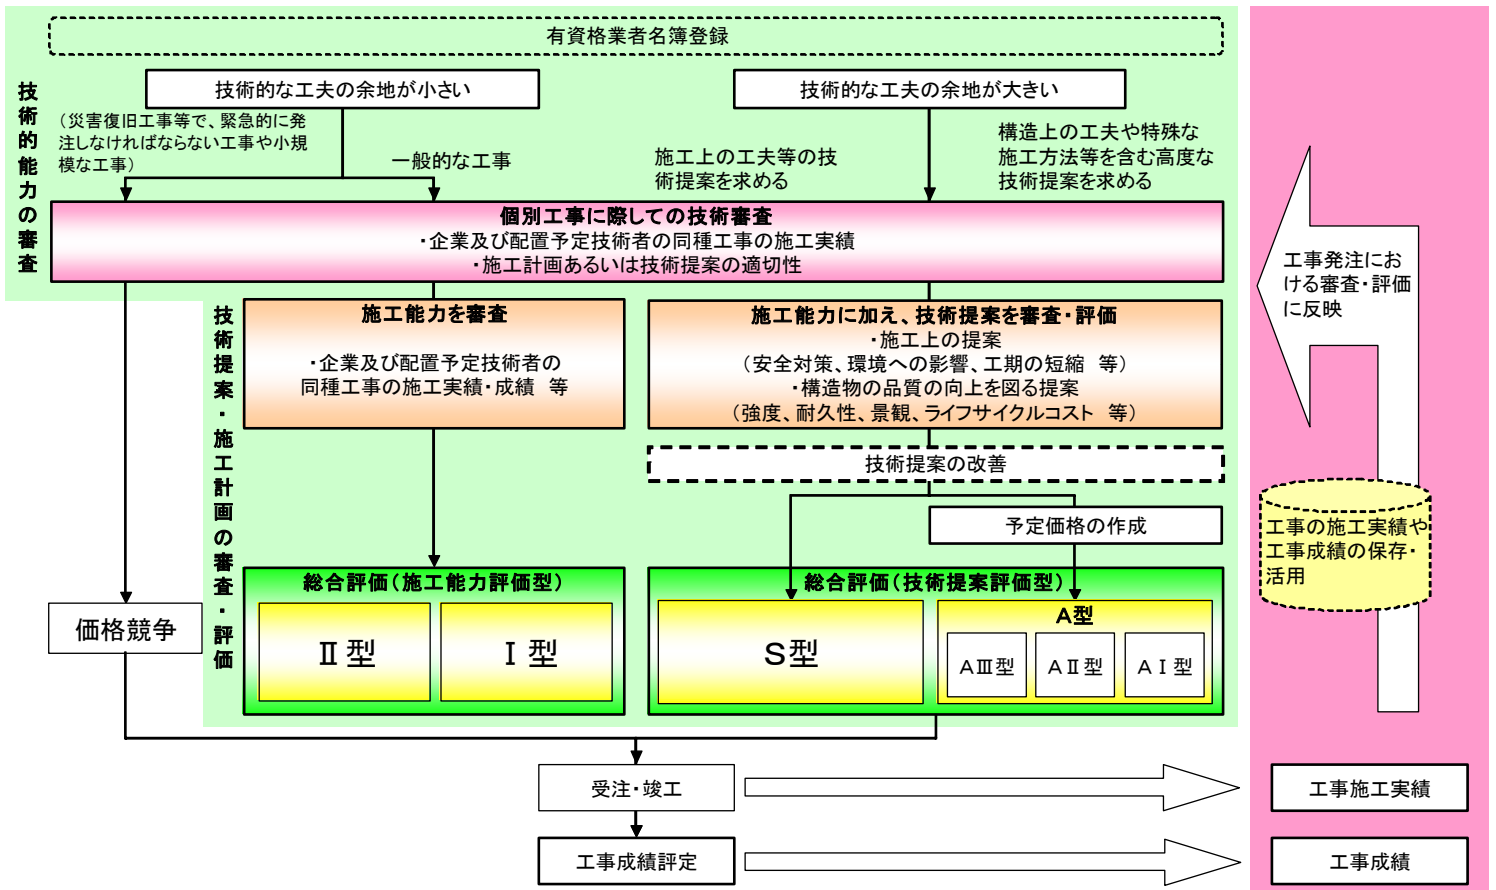 有資格業者名簿登録
技術的能力の審査
技術的な工夫の余地が小さい
技術的な工夫の余地が大きい
（災害復旧工事等で、緊急的に発
注しなければならない工事や小規
模な工事）
一般的な工事
施工上の工夫等の技
術提案を求める
構造上の工夫や特殊な
施工方法等を含む高度な
技術提案を求める
個別工事に際しての技術審査
・企業及び配置予定技術者の同種工事の施工実績
・施工計画あるいは技術提案の適切性
技術提案・施工計画の審査・評価
施工能力を審査
・企業及び配置予定技術者の
同種工事の施工実績・成績 等
施工能力に加え、技術提案を審査・評価
・施工上の提案
（安全対策、環境への影響、工期の短縮 等）
・構造物の品質の向上を図る提案
（強度、耐久性、景観、ライフサイクルコスト 等）
技術提案の改善
予定価格の作成
価格競争
総合評価（施工能力評価型）
Ⅱ型
Ⅰ型
総合評価（技術提案評価型）
S型
A型
AⅢ型
AⅡ型
AⅠ型
受注・竣工
工事成績評定
工事発注にお
ける審査・評価
に反映
工事の施工実績や
工事成績の保存・
活用
工事施工実績
工事成績